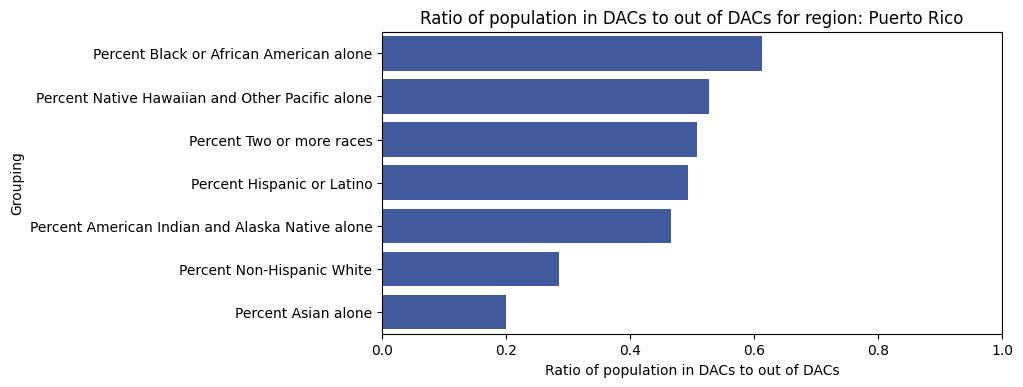 Ratio of population in DACs to out of DACs for region: Puerto Rico
Grouping
Percent Black or African American alone
Percent Native Hawaiian and Other Pacific alone
Percent Two or more races
Percent Hispanic or Latino
Percent American Indian and Alaska Native alone
Percent Non-Hispanic White
Percent Asian alone
0.0 0.2 0.4 0.6 0.8 1.0
Ratio of population in DACs to out of DACs